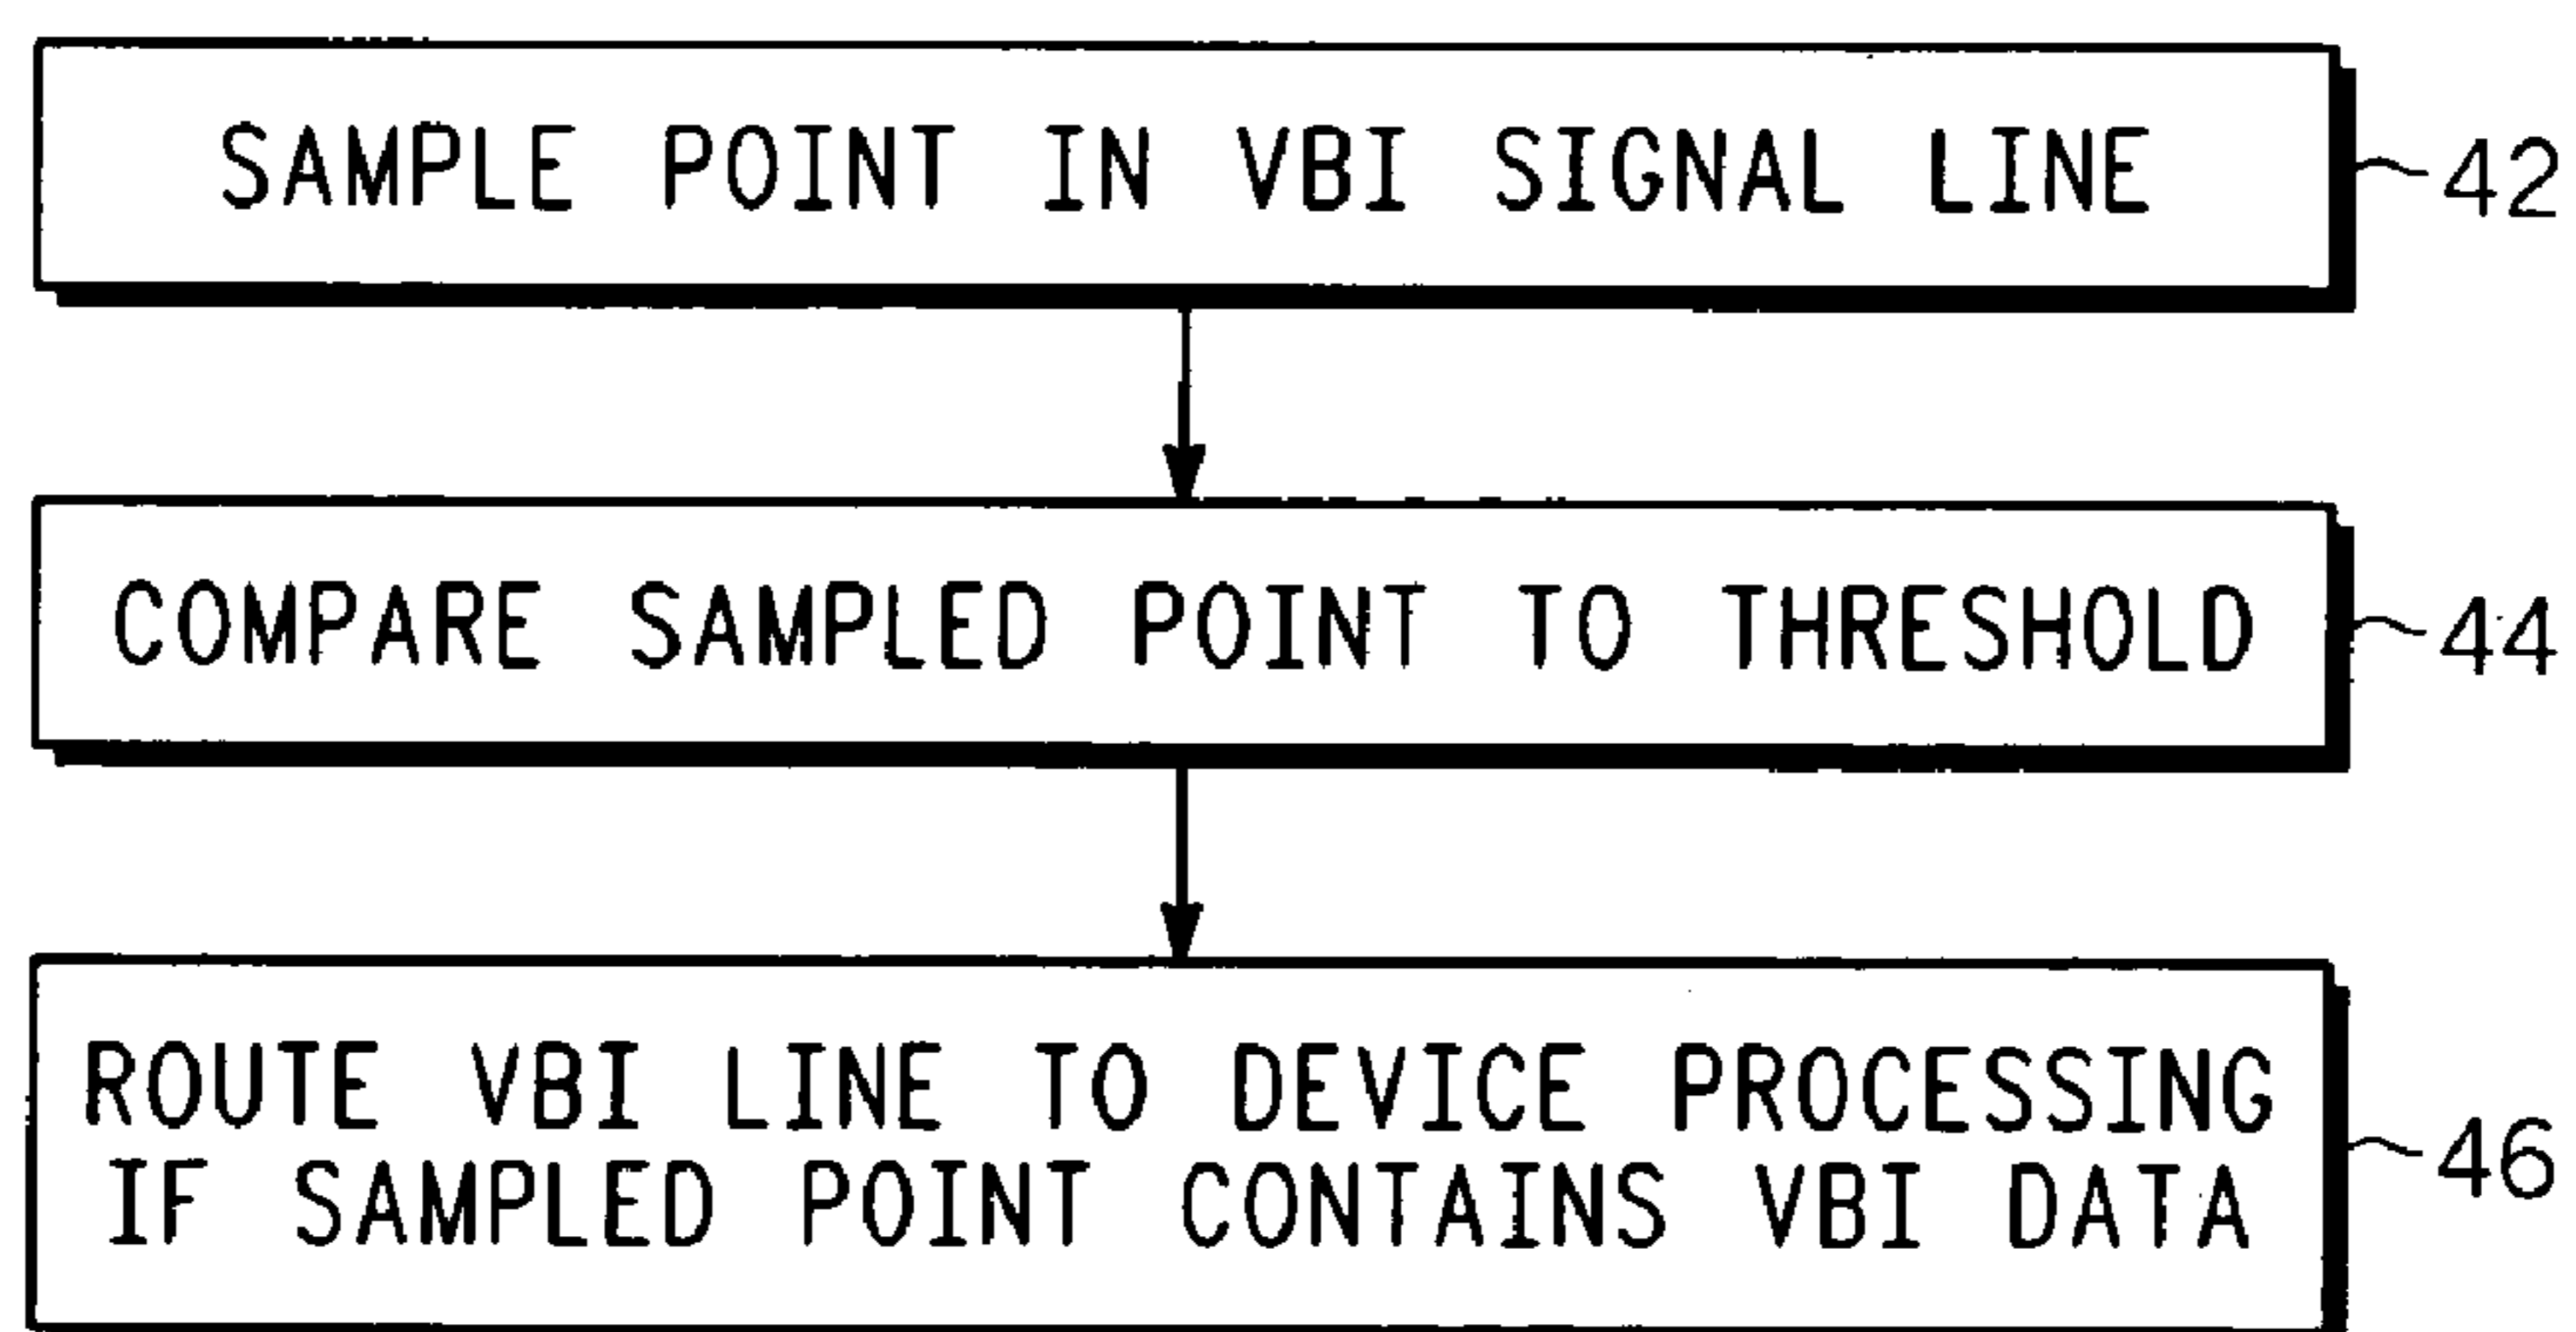 SAMPLE POINT IN VBI SIGNAL LINE
42
COMPARE SAMPLED POINT TO THRESHOLD
44
ROUTE VBI LINE TO DEVICE PROCESSING
IF SAMPLED POINT CONTAINS VBI DATA
46